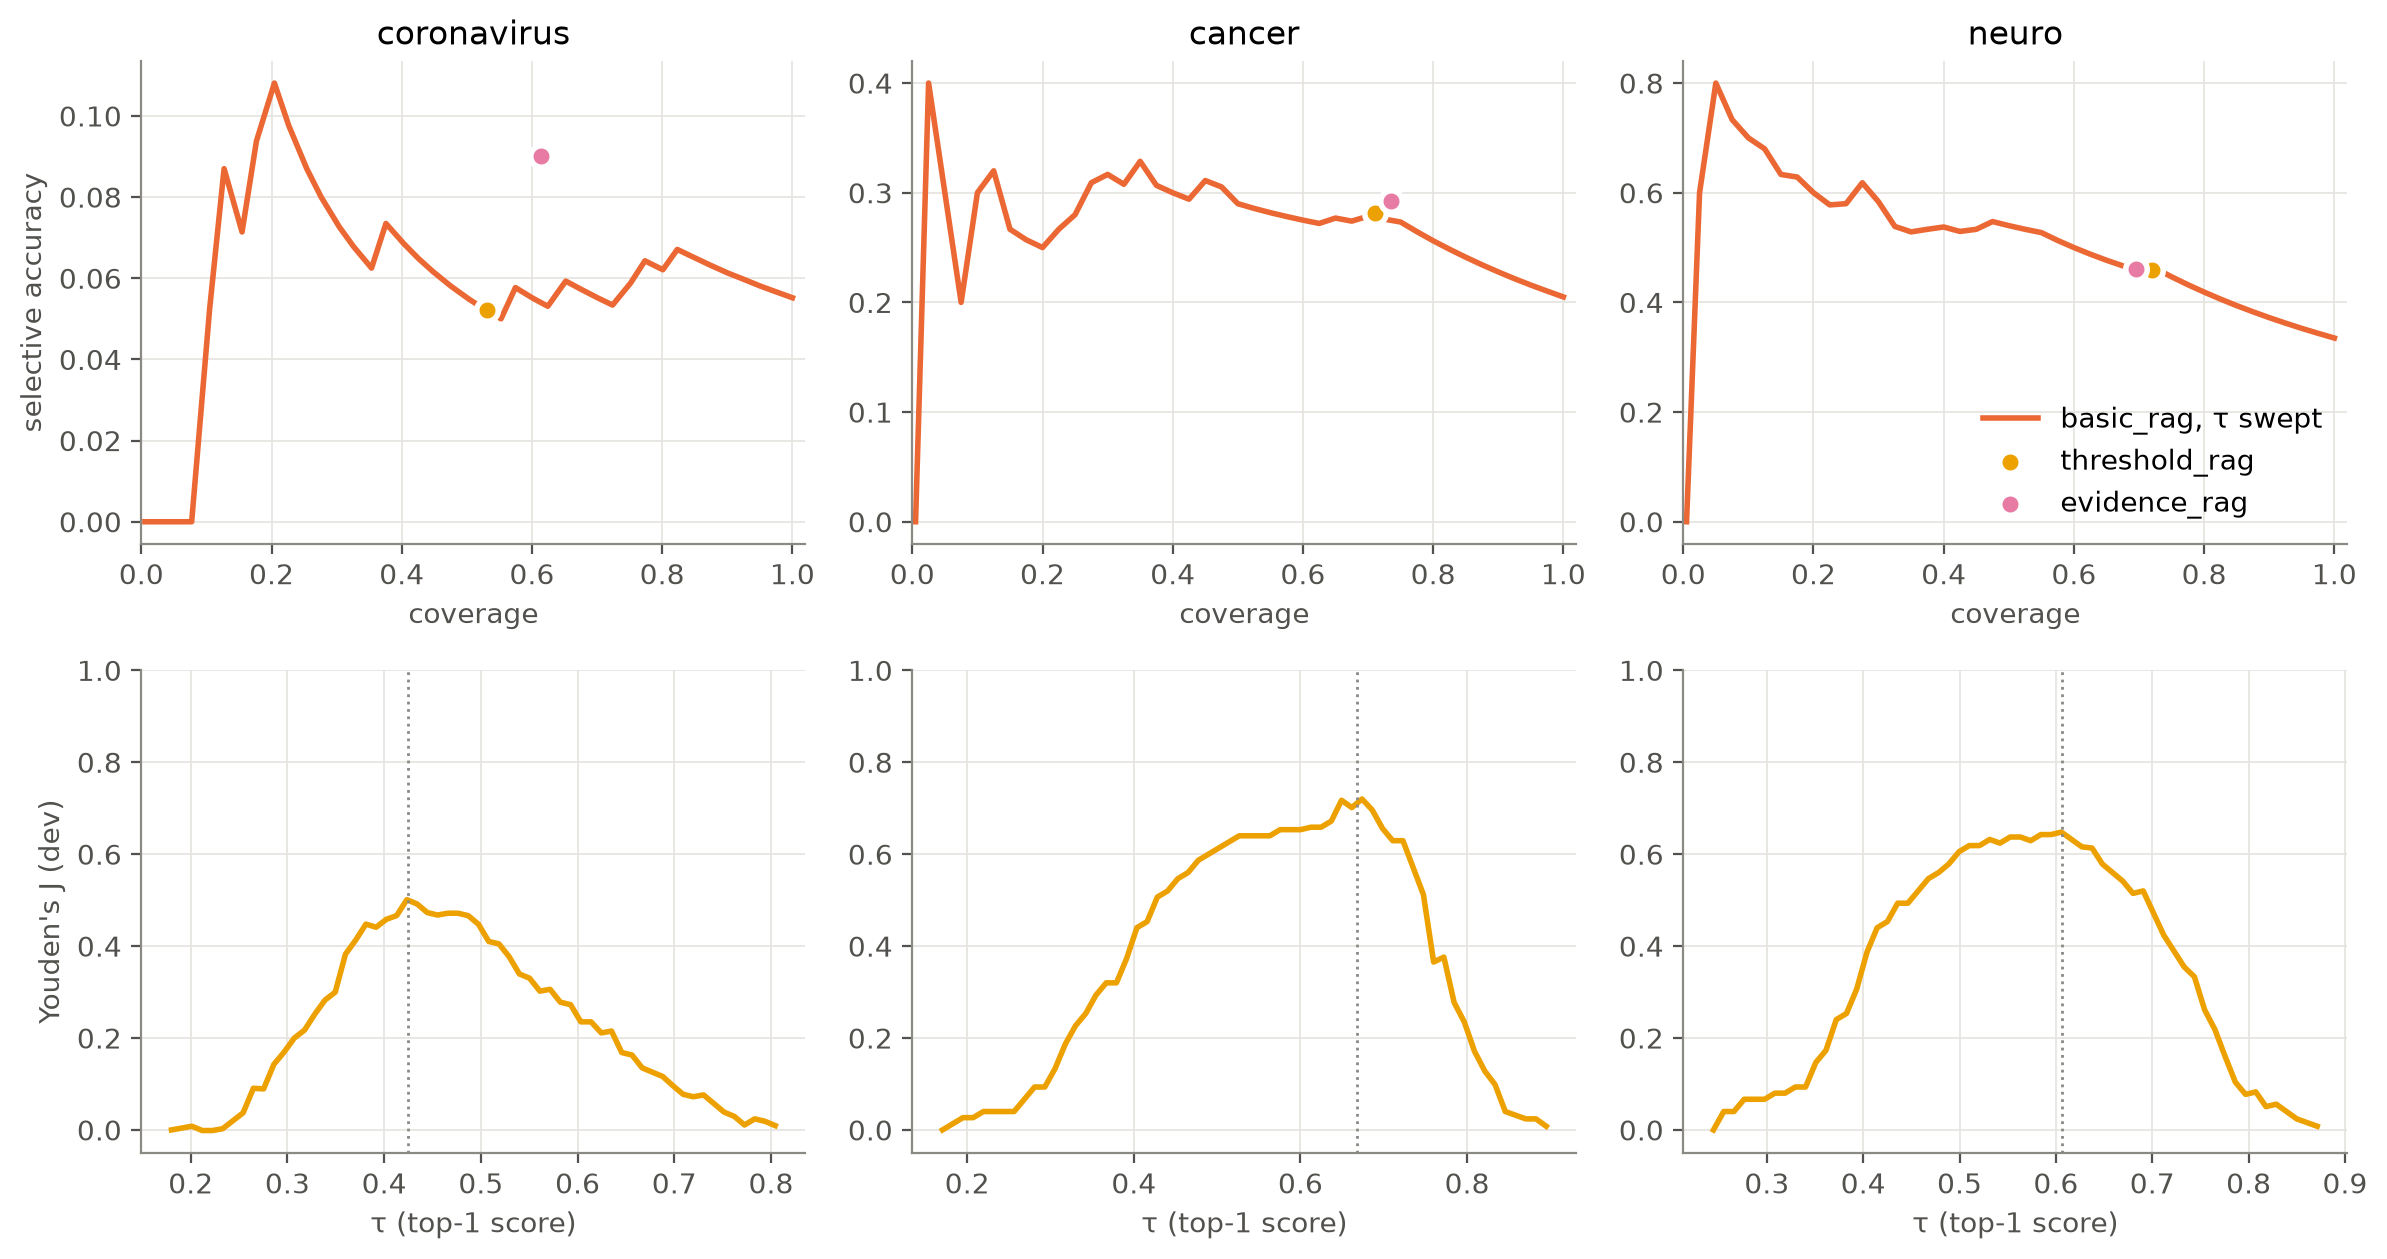 coronavirus
cancer
neuro
selective accuracy
0.10
0.08
0.06
0.04
0.02
0.00
0.0 0.2 0.4 0.6 0.8 1.0
coverage
0.4
0.3
0.2
0.1
0.0
0.0 0.2 0.4 0.6 0.8 1.0
coverage
0.8
0.6
0.4
0.2
0.0
basic_rag, τ swept
threshold_rag
evidence_rag
0.0 0.2 0.4 0.6 0.8 1.0
coverage
Youden's J (dev)
1.0
0.8
0.6
0.4
0.2
0.0
0.2 0.3 0.4 0.5 0.6 0.7 0.8
τ (top-1 score)
1.0
0.8
0.6
0.4
0.2
0.0
0.2 0.4 0.6 0.8
τ (top-1 score)
1.0
0.8
0.6
0.4
0.2
0.0
0.3 0.4 0.5 0.6 0.7 0.8 0.9
τ (top-1 score)